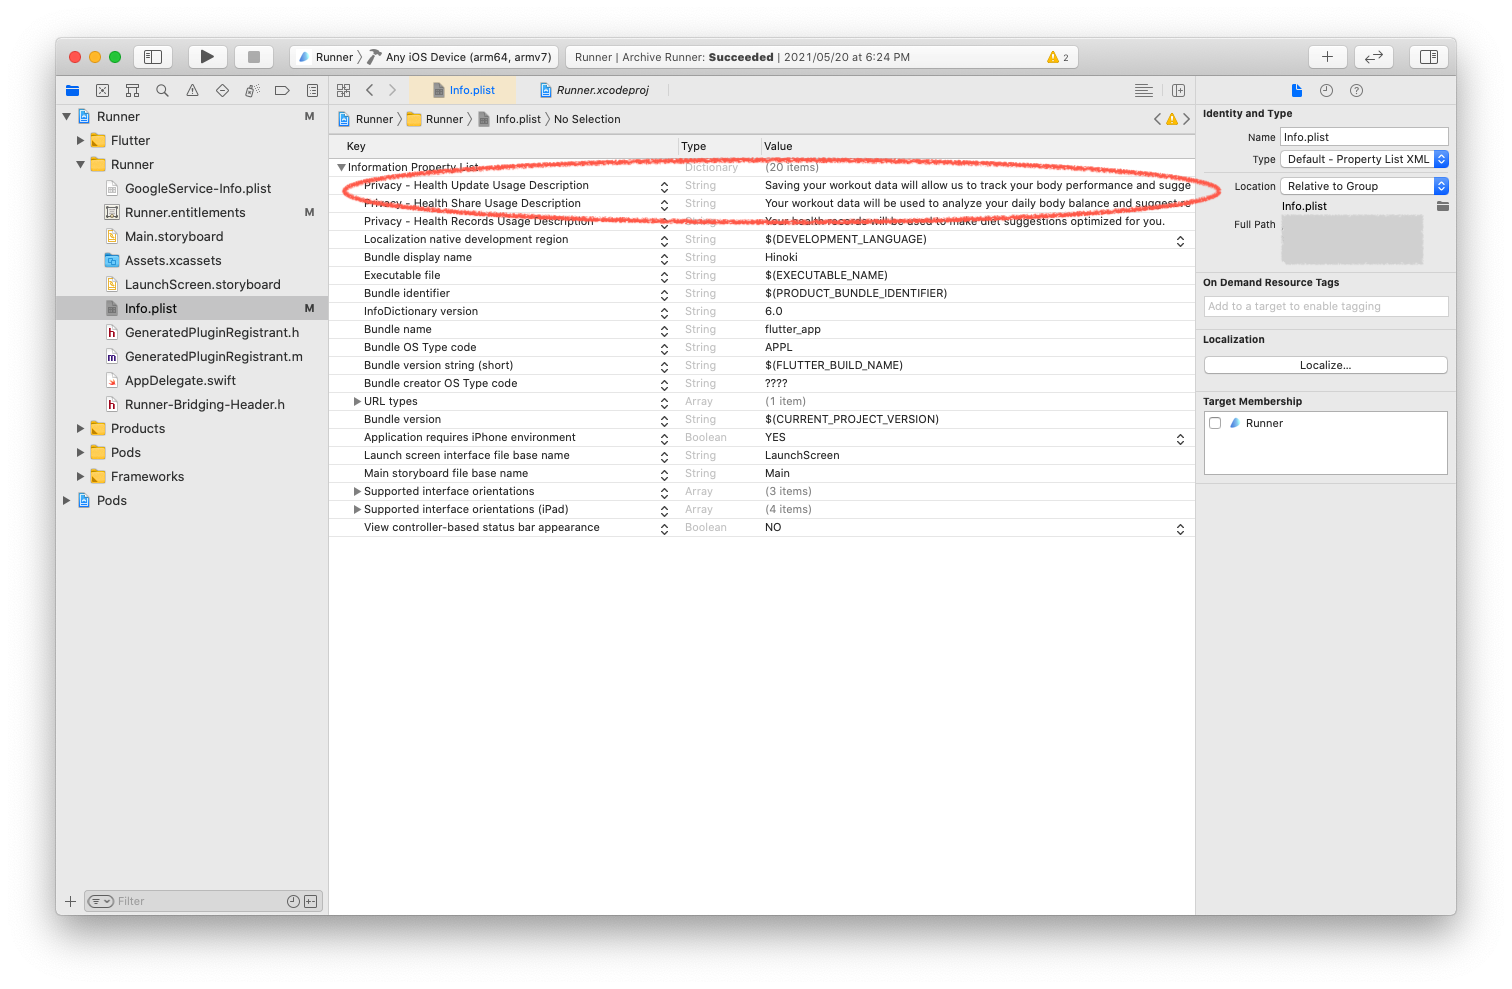 Runner 〉 Any iOS Device (arm64, armv7)
Runner | Archive Runner: Succeeded | 2021/05/20 at 6:24 PM
2
Info.plist
Runner.xcodeproj
Runner 〉 Runner 〉 Info.plist 〉 No Selection
Runner M
Flutter
Runner
GoogleService-Info.plist
Runner.entitlements M
Main.storyboard
Assets.xcassets
LaunchScreen.storyboard
Info.plist M
GeneratedPluginRegistrant.h
GeneratedPluginRegistrant.m
AppDelegate.swift
Runner-Bridging-Header.h
Products
Pods
Frameworks
Pods
Filter
Key Type Value
Information Property List Dictionary (20 items)
Privacy - Health Update Usage Description String Saving your workout data will allow us to track your body performance and sugge
Privacy - Health Share Usage Description String Your workout data will be used to analyze your daily body balance and suggest re
Privacy - Health Records Usage Description String Your health records will be used to make diet suggestions optimized for you.
Localization native development region String $(DEVELOPMENT_LANGUAGE)
Bundle display name String Hinoki
Executable file String $(EXECUTABLE_NAME)
Bundle identifier String $(PRODUCT_BUNDLE_IDENTIFIER)
InfoDictionary version String 6.0
Bundle name String flutter_app
Bundle OS Type code String APPL
Bundle version string (short) String $(FLUTTER_BUILD_NAME)
Bundle creator OS Type code String ????
URL types Array (1 item)
Bundle version String $(CURRENT_PROJECT_VERSION)
Application requires iPhone environment Boolean YES
Launch screen interface file base name String LaunchScreen
Main storyboard file base name String Main
Supported interface orientations Array (3 items)
Supported interface orientations (iPad) Array (4 items)
View controller-based status bar appearance Boolean NO
Identity and Type
Name Info.plist
Type Default - Property List XML
Location Relative to Group
Info.plist
Full Path
On Demand Resource Tags
Add to a target to enable tagging
Localization
Localize...
Target Membership
Runner